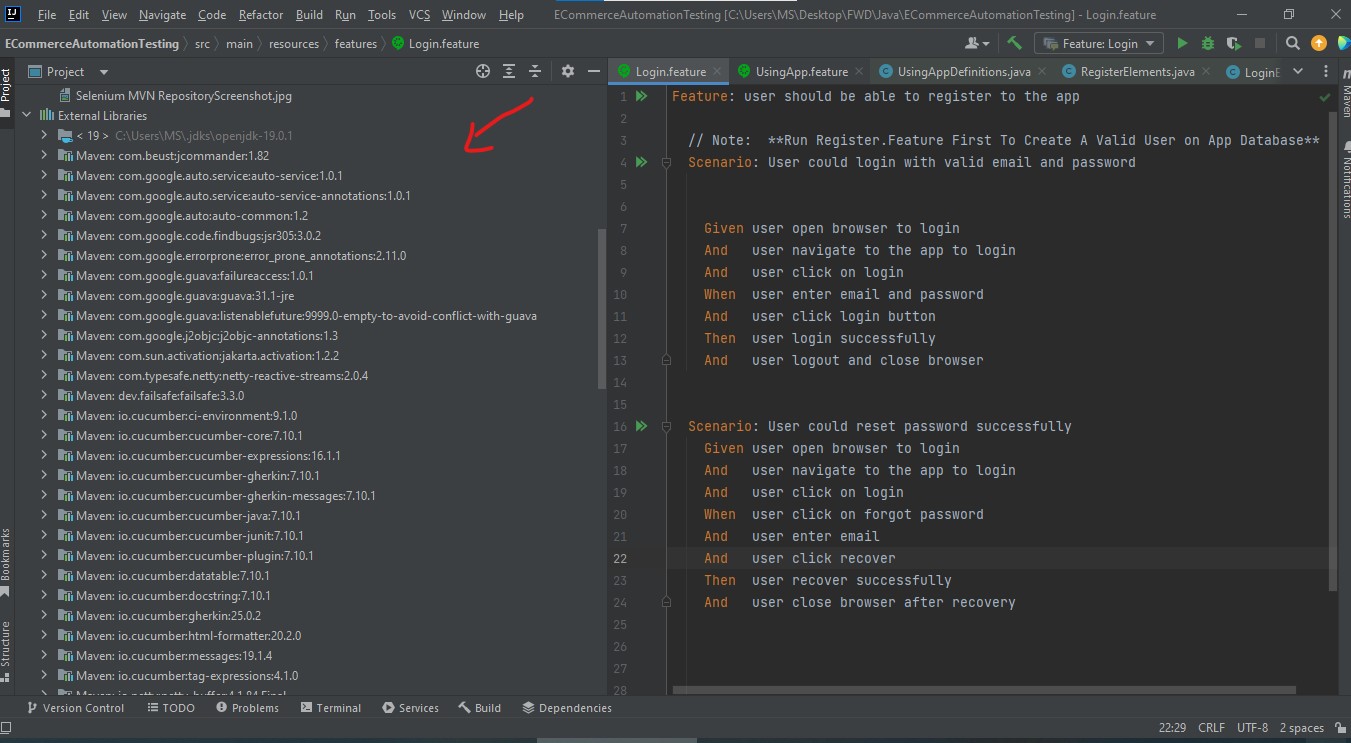 File Edit View Navigate Code Refactor Build Run Tools VCS Window Help ECommerceAutomationTesting [C:\Users\MS\Desktop\FWD\Java\ECommerceAutomationTesting] - Login.feature
ECommerceAutomationTesting src main resources features Login.feature Feature: Login
Project
Login.feature UsingApp.feature UsingAppDefinitions.java RegisterElements.java LoginE
Project
Selenium MVN RepositoryScreenshot.jpg
External Libraries
< 19 > C:\Users\MS\.jdks\openjdk-19.0.1
Maven: com.beust:jcommander:1.82
Maven: com.google.auto.service:auto-service:1.0.1
Maven: com.google.auto.service:auto-service-annotations:1.0.1
Maven: com.google.auto:auto-common:1.2
Maven: com.google.code.findbugs:jsr305:3.0.2
Maven: com.google.errorprone:error_prone_annotations:2.11.0
Maven: com.google.guava:failureaccess:1.0.1
Maven: com.google.guava:guava:31.1-jre
Maven: com.google.guava:listenablefuture:9999.0-empty-to-avoid-conflict-with-guava
Maven: com.google.j2objc:j2objc-annotations:1.3
Maven: com.sun.activation:jakarta.activation:1.2.2
Maven: com.typesafe.netty:netty-reactive-streams:2.0.4
Maven: dev.failsafe:failsafe:3.3.0
Maven: io.cucumber:ci-environment:9.1.0
Maven: io.cucumber:cucumber-core:7.10.1
Maven: io.cucumber:cucumber-expressions:16.1.1
Maven: io.cucumber:cucumber-gherkin:7.10.1
Maven: io.cucumber:cucumber-gherkin-messages:7.10.1
Maven: io.cucumber:cucumber-java:7.10.1
Maven: io.cucumber:cucumber-junit:7.10.1
Maven: io.cucumber:cucumber-plugin:7.10.1
Maven: io.cucumber:datatable:7.10.1
Maven: io.cucumber:docstring:7.10.1
Maven: io.cucumber:gherkin:25.0.2
Maven: io.cucumber:html-formatter:20.2.0
Maven: io.cucumber:messages:19.1.4
Maven: io.cucumber:tag-expressions:4.1.0
Maven: io.netty:netty-buffer:4.1.84.Final
1 Feature: user should be able to register to the app
2
3 // Note: **Run Register.Feature First To Create A Valid User on App Database**
4 Scenario: User could login with valid email and password
5
6
7 Given user open browser to login
8 And user navigate to the app to login
9 And user click on login
10 When user enter email and password
11 And user click login button
12 Then user login successfully
13 And user logout and close browser
14
15
16 Scenario: User could reset password successfully
17 Given user open browser to login
18 And user navigate to the app to login
19 And user click on login
20 When user click on forgot password
21 And user enter email
22 And user click recover
23 Then user recover successfully
24 And user close browser after recovery
25
26
27
28
Maven
Notifications
Bookmarks
Structure
Version Control TODO Problems Terminal Services Build Dependencies
22:29 CRLF UTF-8 2 spaces